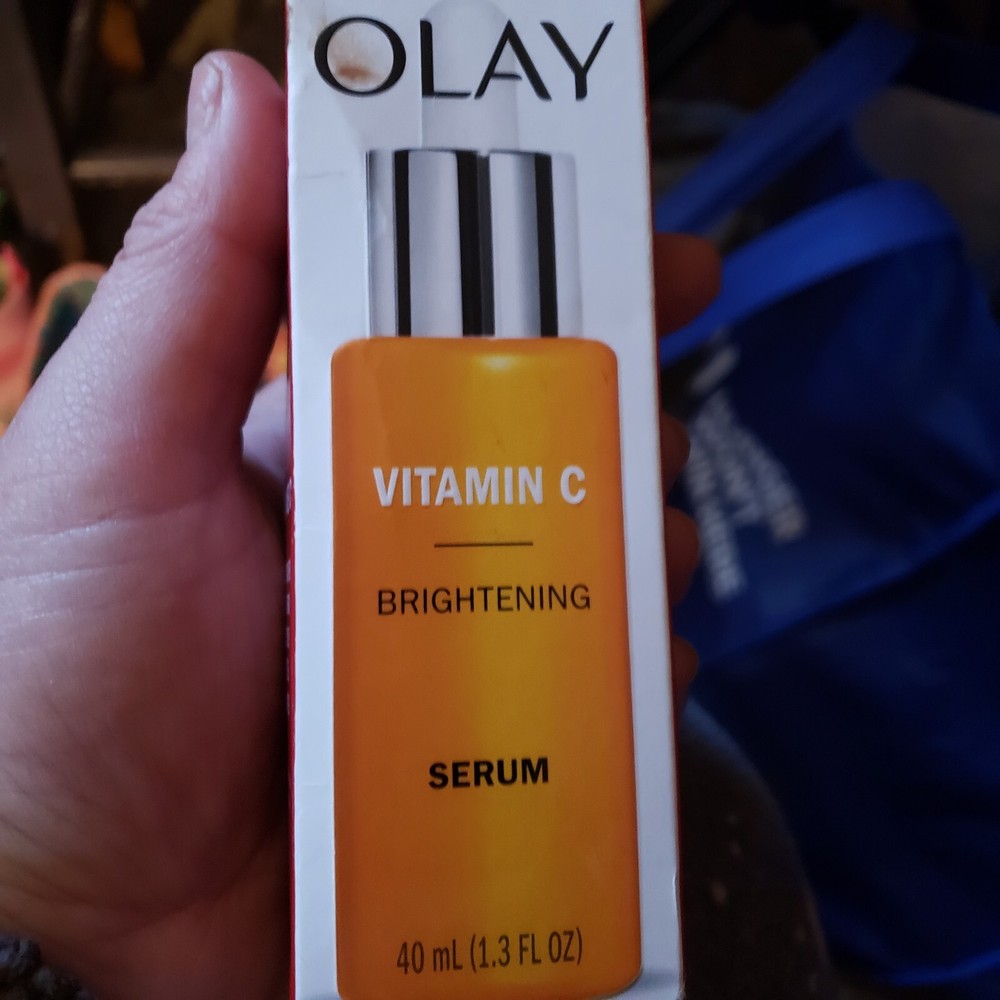 OLAY
VITAMIN C
BRIGHTENING
SERUM
40 mL (1.3 FL OZ)